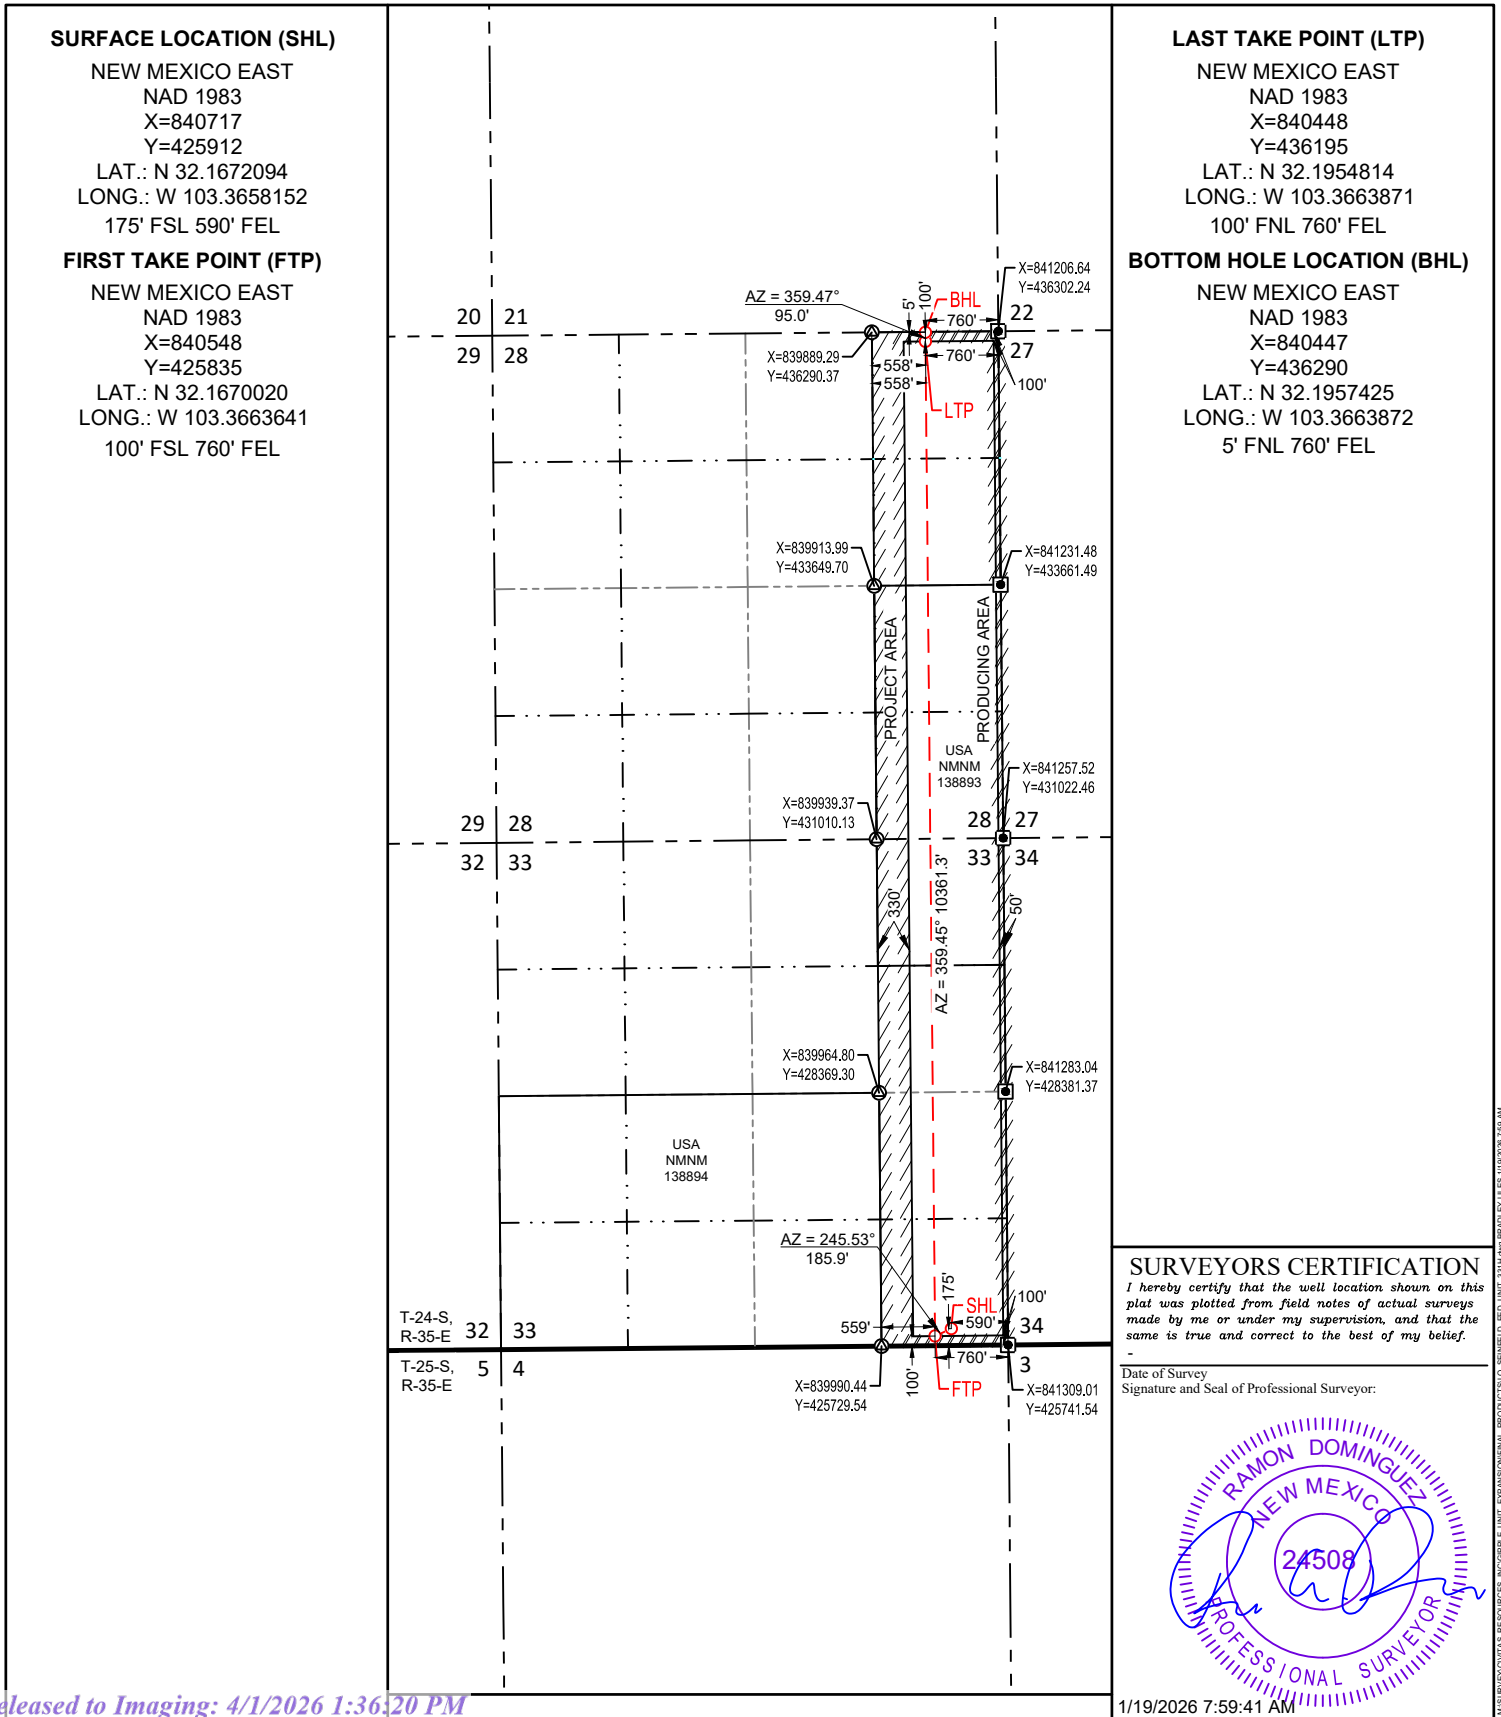 SURFACE LOCATION (SHL)
NEW MEXICO EAST
NAD 1983
X=840717
Y=425912
LAT.: N 32.1672094
LONG.: W 103.3658152
175' FSL 590' FEL
FIRST TAKE POINT (FTP)
NEW MEXICO EAST
NAD 1983
X=840548
Y=425835
LAT.: N 32.1670020
LONG.: W 103.3663641
100' FSL 760' FEL
LAST TAKE POINT (LTP)
NEW MEXICO EAST
NAD 1983
X=840448
Y=436195
LAT.: N 32.1954814
LONG.: W 103.3663871
100' FNL 760' FEL
BOTTOM HOLE LOCATION (BHL)
NEW MEXICO EAST
NAD 1983
X=840447
Y=436290
LAT.: N 32.1957425
LONG.: W 103.3663872
5' FNL 760' FEL
X=841206.64
Y=436302.24
AZ = 359.47°
95.0'
5'
100'
BHL
760'
20 21
22
29 28
27
X=839889.29
Y=436290.37
558'
760'
558'
100'
LTP
X=839913.99
Y=433649.70
X=841231.48
Y=433661.49
PROJECT AREA
PRODUCING AREA
USA
NMNM
138893
X=841257.52
Y=431022.46
X=839939.37
Y=431010.13
29 28
28 27
32 33
33 34
330'
AZ = 359.45° 10361.3'
50'
X=839964.80
Y=428369.30
X=841283.04
Y=428381.37
USA
NMNM
138894
AZ = 245.53°
185.9'
175'
SHL
100'
590'
559'
T-24-S,
R-35-E
32 33
34
T-25-S,
R-35-E
5 4
3
760'
100'
FTP
X=839990.44
Y=425729.54
X=841309.01
Y=425741.54
SURVEYORS CERTIFICATION
I hereby certify that the well location shown on this
plat was plotted from field notes of actual surveys
made by me or under my supervision, and that the
same is true and correct to the best of my belief.
-
Date of Survey
Signature and Seal of Professional Surveyor:
RAMON DOMINGUEZ
NEW MEXICO
24508
PROFESSIONAL SURVEYOR
1/19/2026 7:59:41 AM
eleased to Imaging: 4/1/2026 1:36:20 PM